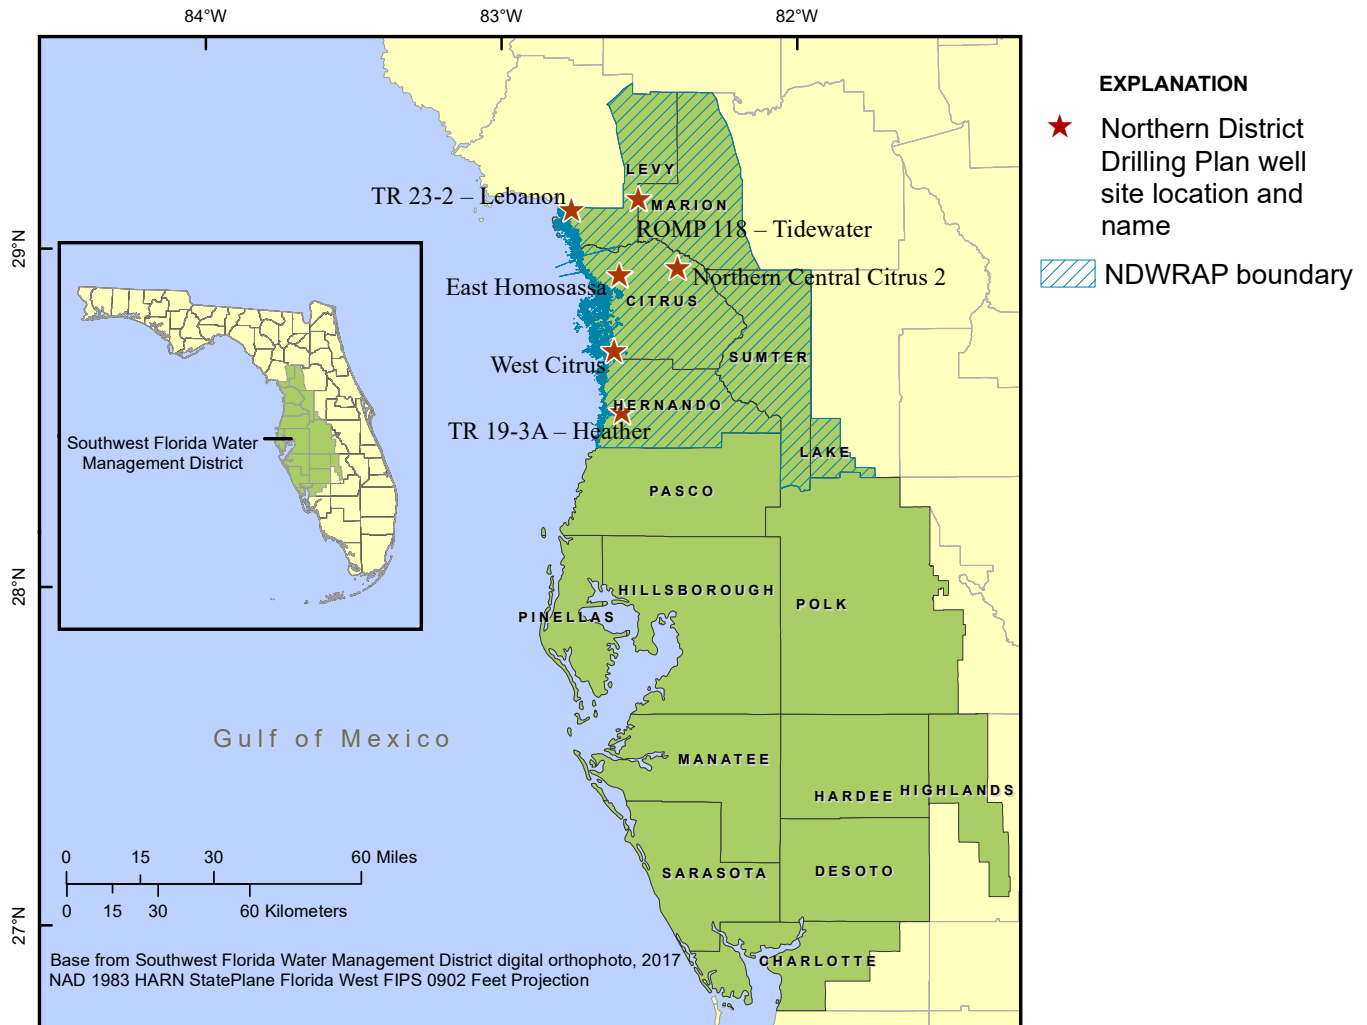 84°W
83°W
82°W
29°N
28°N
27°N
EXPLANATION
Northern District
Drilling Plan well
site location and
name
NDWRAP boundary
LEVY
TR 23-2 – Lebanon
MARION
ROMP 118 – Tidewater
Northern Central Citrus 2
East Homosassa
CITRUS
SUMTER
West Citrus
HERNANDO
TR 19-3A – Heather
LAKE
Southwest Florida Water
Management District
PASCO
HILLSBOROUGH
POLK
PINELLAS
Gulf of Mexico
MANATEE
HARDEE
HIGHLANDS
SARASOTA
DESOTO
CHARLOTTE
0 15 30 60 Miles
0 15 30 60 Kilometers
Base from Southwest Florida Water Management District digital orthophoto, 2017
NAD 1983 HARN StatePlane Florida West FIPS 0902 Feet Projection